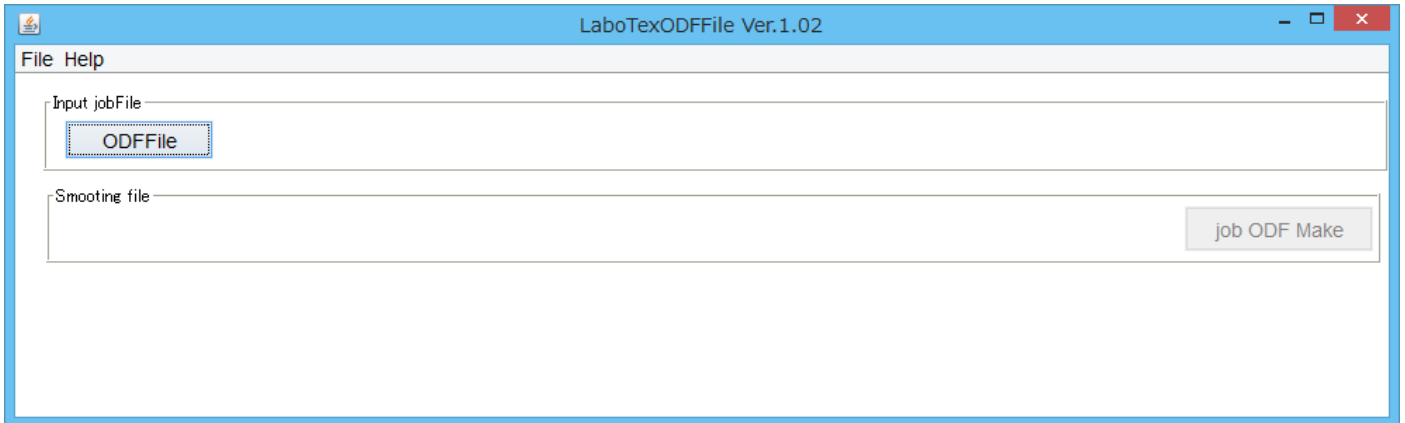 LaboTexODFFile Ver.1.02
File Help
Input jobFile
ODFFile
Smooting file
job ODF Make